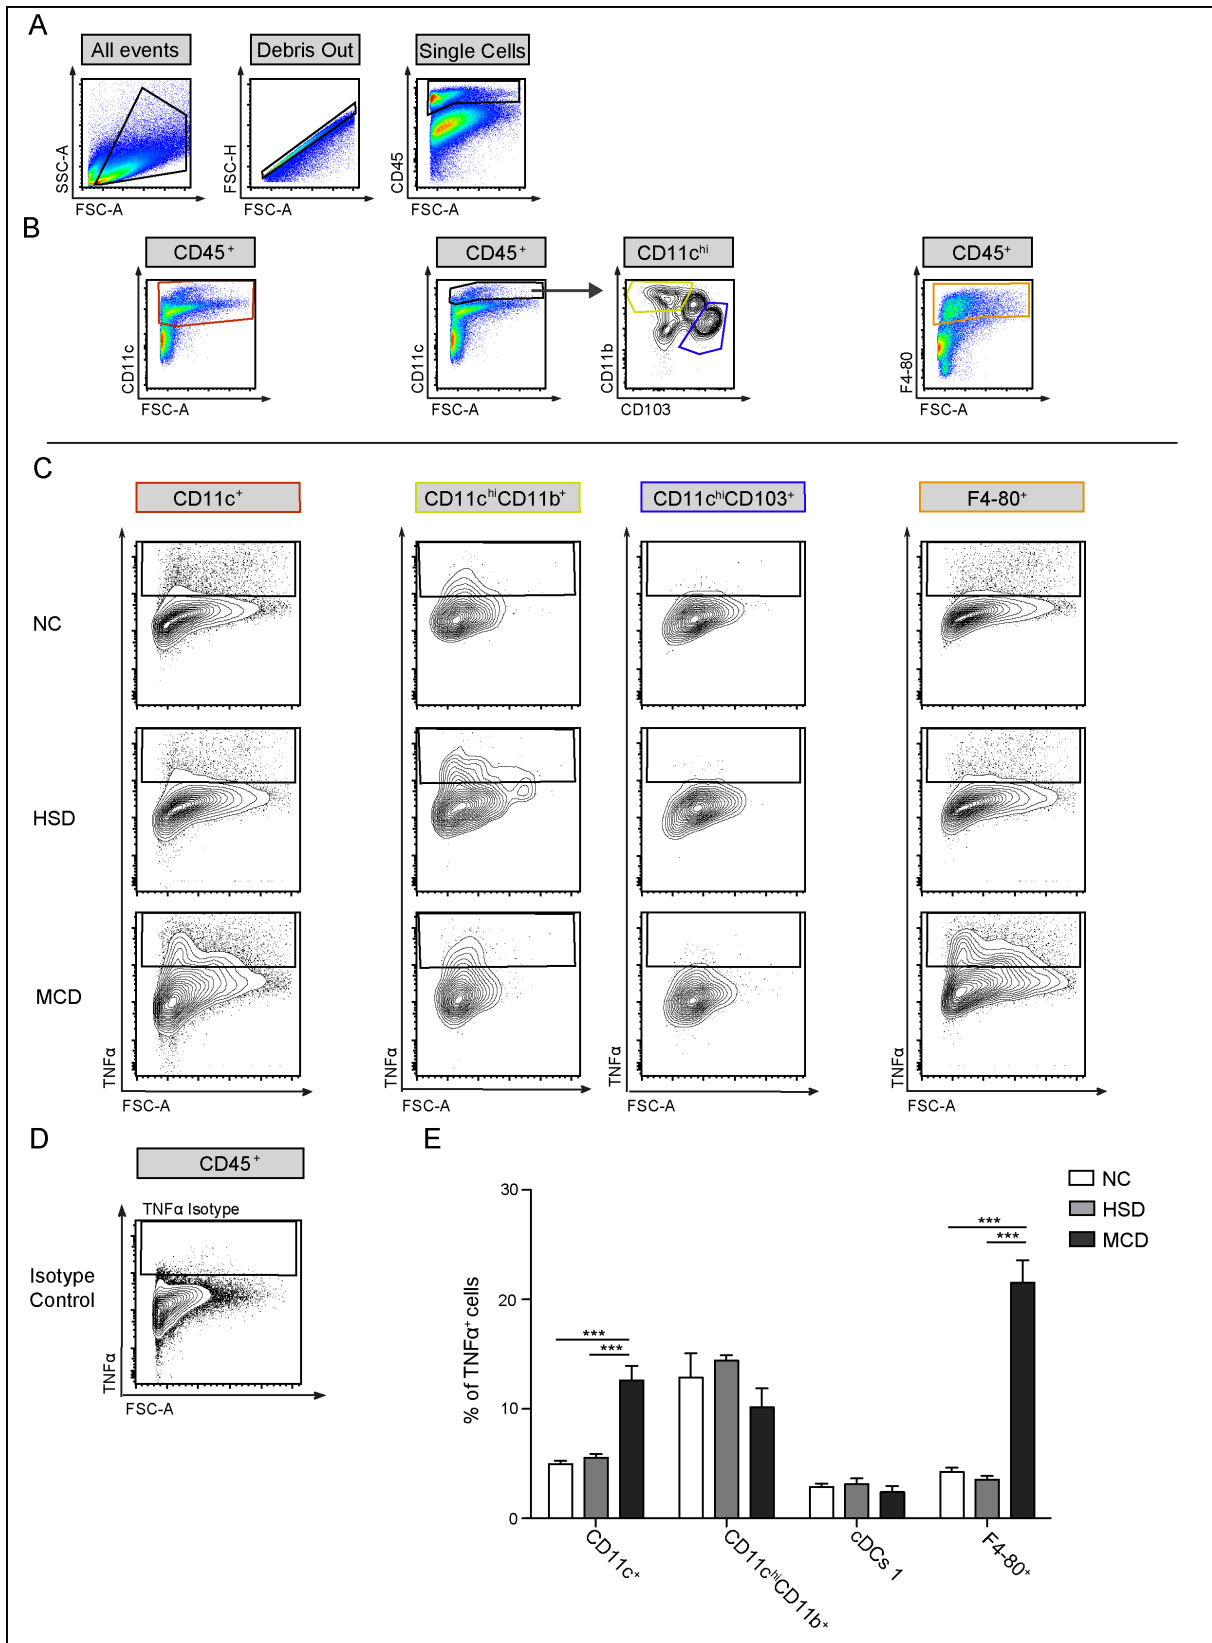 A
All events
Debris Out
Single Cells
SSC-A
FSC-A
FSC-H
FSC-A
CD45
FSC-A
B
CD45⁺
CD45⁺
CD11cʰⁱ
CD45⁺
CD11c
FSC-A
CD11c
FSC-A
CD11b
CD103
F4-80
FSC-A
C
CD11c⁺
CD11cʰⁱCD11b⁺
CD11cʰⁱCD103⁺
F4-80⁺
NC
HSD
MCD
TNFα
FSC-A
TNFα
FSC-A
TNFα
FSC-A
TNFα
FSC-A
D
CD45⁺
TNFα Isotype
Isotype
Control
TNFα
FSC-A
E
NC
HSD
MCD
% of TNFα⁺ cells
30
20
10
0
***
***
***
***
CD11c⁺
CD11cʰⁱCD11b⁺
cDCs 1
F4-80⁺